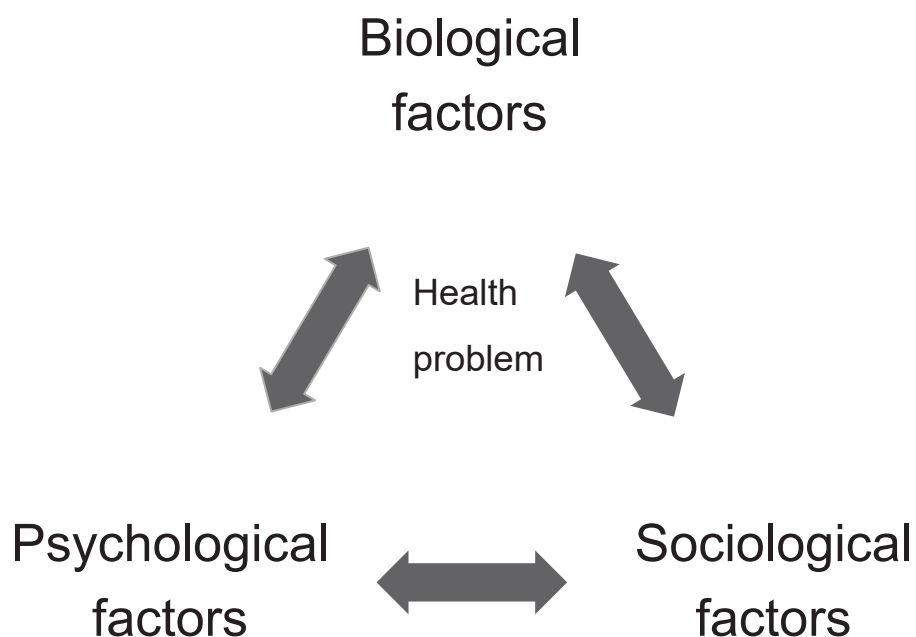 Biological
factors
Health
problem
Psychological
factors
Sociological
factors